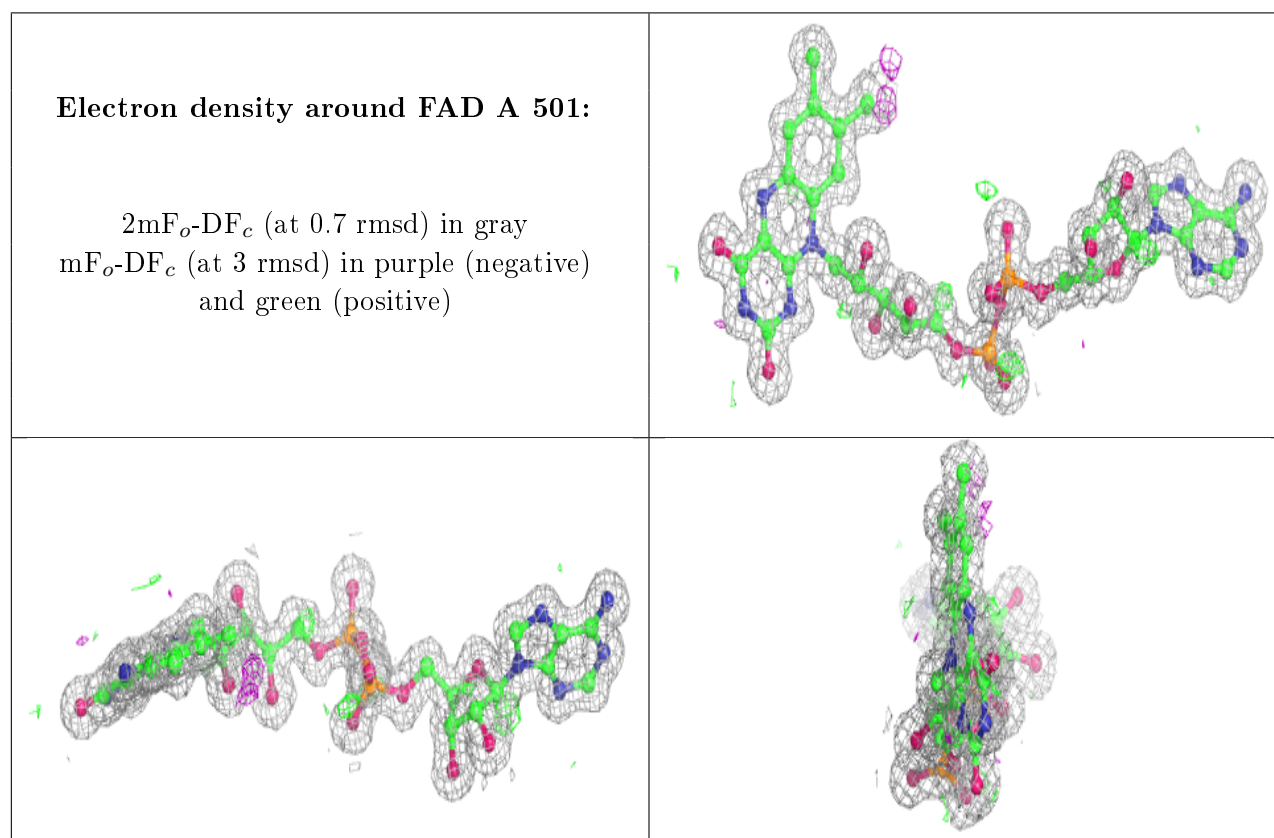 Electron density around FAD A 501:
2mFo-DFc (at 0.7 rmsd) in gray
mFo-DFc (at 3 rmsd) in purple (negative)
and green (positive)